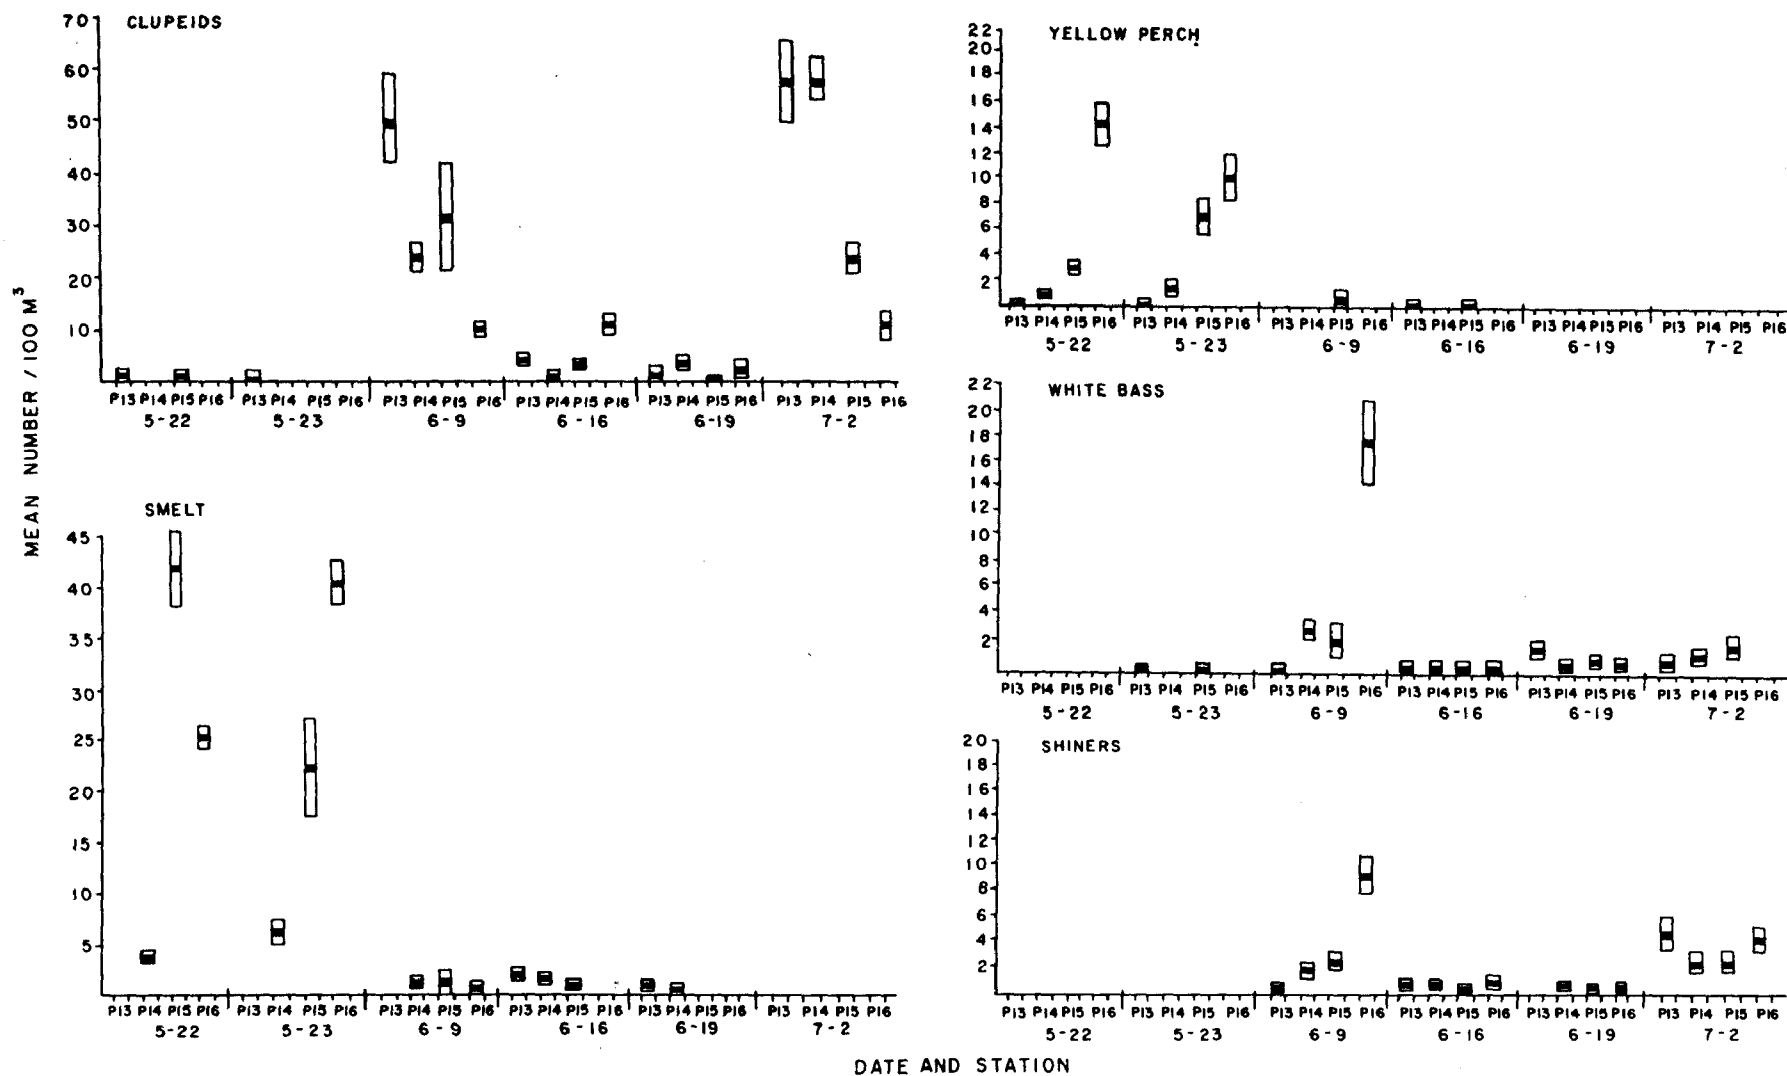 MEAN NUMBER / 100 M³
CLUPEIDS
70
60
50
40
30
20
10
P13 P14 P15 P16 P13 P14 P15 P16 P13 P14 P15 P16 P13 P14 P15 P16 P13 P14 P15 P16 P13 P14 P15 P16
5-22 5-23 6-9 6-16 6-19 7-2
SMELT
45
40
35
30
25
20
15
10
5
P13 P14 P15 P16 P13 P14 P15 P16 P13 P14 P15 P16 P13 P14 P15 P16 P13 P14 P15 P16 P13 P14 P15 P16
5-22 5-23 6-9 6-16 6-19 7-2
YELLOW PERCH
22
20
18
16
14
12
10
8
6
4
2
P13 P14 P15 P16 P13 P14 P15 P16 P13 P14 P15 P16 P13 P14 P15 P16 P13 P14 P15 P16 P13 P14 P15 P16
5-22 5-23 6-9 6-16 6-19 7-2
WHITE BASS
22
20
18
16
14
12
10
8
6
4
2
P13 P14 P15 P16 P13 P14 P15 P16 P13 P14 P15 P16 P13 P14 P15 P16 P13 P14 P15 P16 P13 P14 P15 P16
5-22 5-23 6-9 6-16 6-19 7-2
SHINERS
20
18
16
14
12
10
8
6
4
2
P13 P14 P15 P16 P13 P14 P15 P16 P13 P14 P15 P16 P13 P14 P15 P16 P13 P14 P15 P16 P13 P14 P15 P16
5-22 5-23 6-9 6-16 6-19 7-2
DATE AND STATION